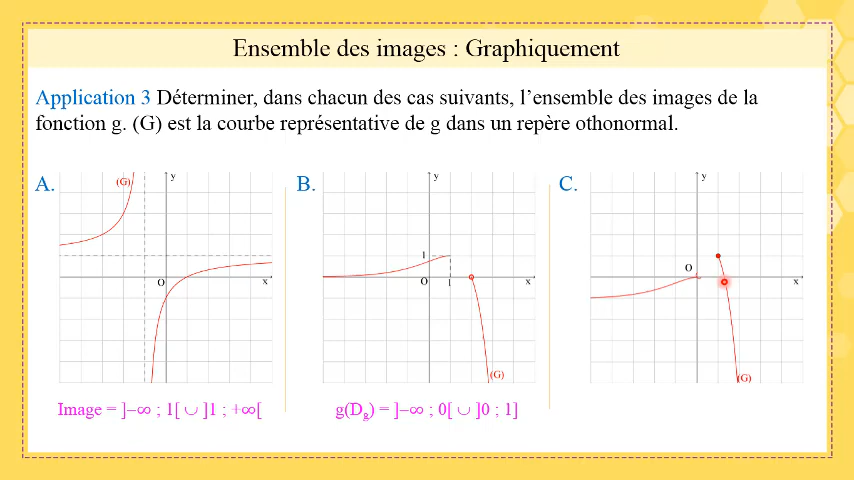 Ensemble des images : Graphiquement
Application 3 Déterminer, dans chacun des cas suivants, l’ensemble des images de la
fonction g. (G) est la courbe représentative de g dans un repère othonormal.
A.
(G)
y
O
x
B.
y
1
O
1
x
(G)
C.
y
O
x
(G)
Image = ]–∞ ; 1[ ∪ ]1 ; +∞[
g(Dg) = ]–∞ ; 0[ ∪ ]0 ; 1]